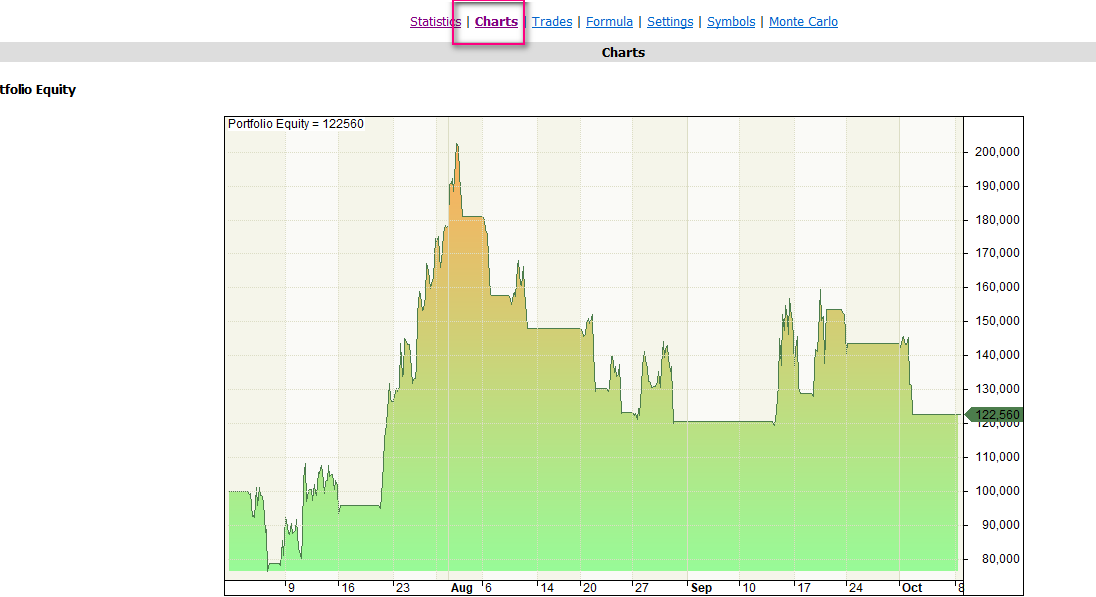 Statistics | Charts | Trades | Formula | Settings | Symbols | Monte Carlo
Charts
tfolio Equity
Portfolio Equity = 122560
200,000
190,000
180,000
170,000
160,000
150,000
140,000
130,000
122,560
120,000
110,000
100,000
90,000
80,000
9 16 23 Aug 6 14 20 27 Sep 10 17 24 Oct 8